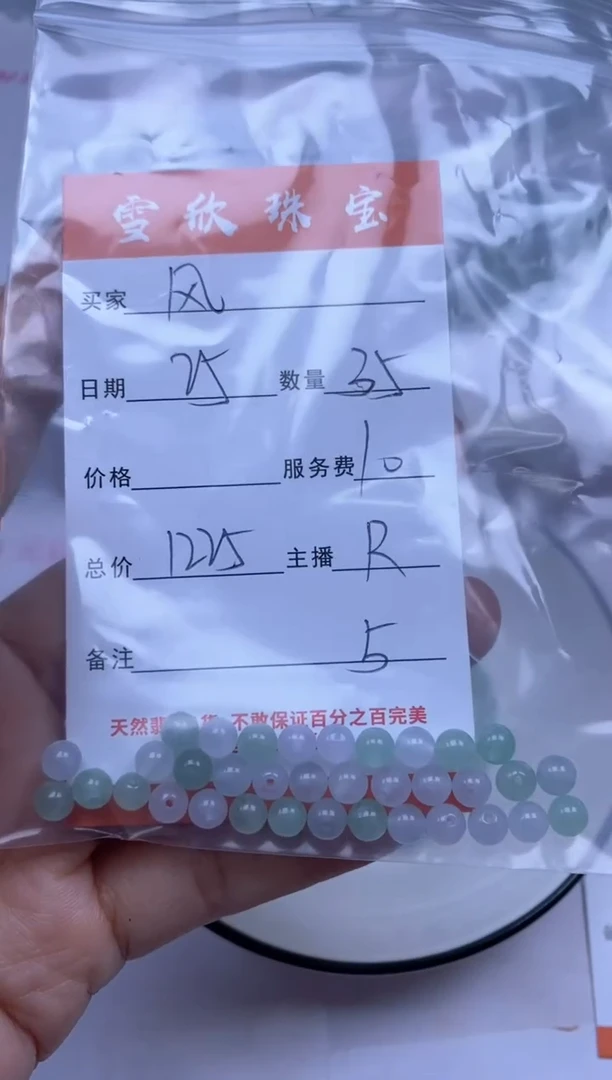 雪欣珠宝
买家 风
日期 25 数量 35
价格 服务费 10
总价 1225 主播 R
备注 5
天然翡 货 不敢保证百分之百完美